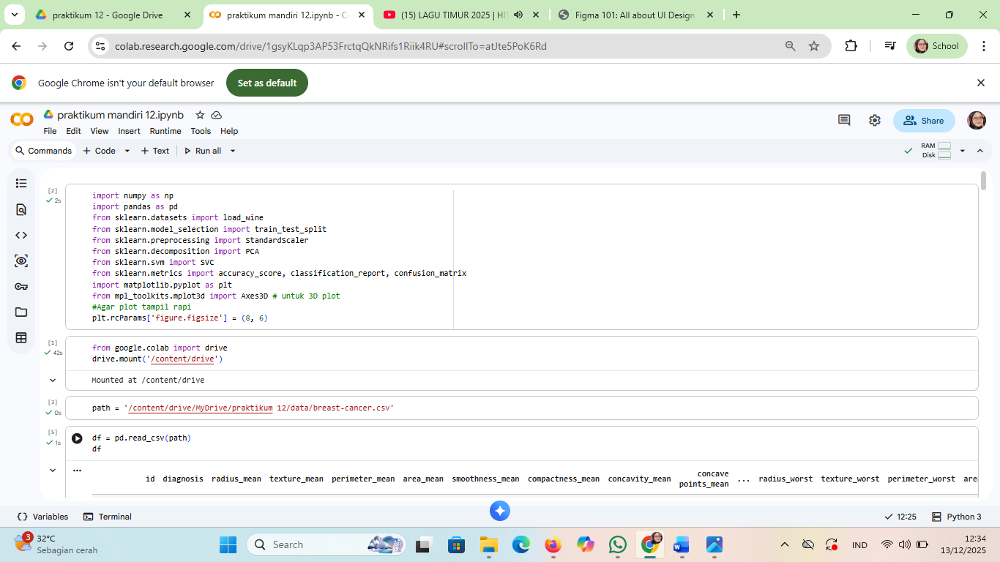 praktikum 12 - Google Drive
praktikum mandiri 12.ipynb - Co
(15) LAGU TIMUR 2025 | HIT
Figma 101: All about UI Design
colab.research.google.com/drive/1gsyKLqp3AP53FrctqQkNRifs1Riik4RU#scrollTo=atJte5PoK6Rd
School
Google Chrome isn't your default browser
Set as default
praktikum mandiri 12.ipynb
Share
File Edit View Insert Runtime Tools Help
Commands + Code + Text Run all
RAM
Disk
[2]
2s
import numpy as np
import pandas as pd
from sklearn.datasets import load_wine
from sklearn.model_selection import train_test_split
from sklearn.preprocessing import StandardScaler
from sklearn.decomposition import PCA
from sklearn.svm import SVC
from sklearn.metrics import accuracy_score, classification_report, confusion_matrix
import matplotlib.pyplot as plt
from mpl_toolkits.mplot3d import Axes3D # untuk 3D plot
#Agar plot tampil rapi
plt.rcParams['figure.figsize'] = (8, 6)
[1]
42s
from google.colab import drive
drive.mount('/content/drive')
Mounted at /content/drive
[3]
0s
path = '/content/drive/MyDrive/praktikum 12/data/breast-cancer.csv'
[5]
1s
df = pd.read_csv(path)
df
id diagnosis radius_mean texture_mean perimeter_mean area_mean smoothness_mean compactness_mean concavity_mean concave points_mean ... radius_worst texture_worst perimeter_worst area
Variables Terminal
12:25 Python 3
3
32°C
Sebagian cerah
Search
IND
12:34
13/12/2025